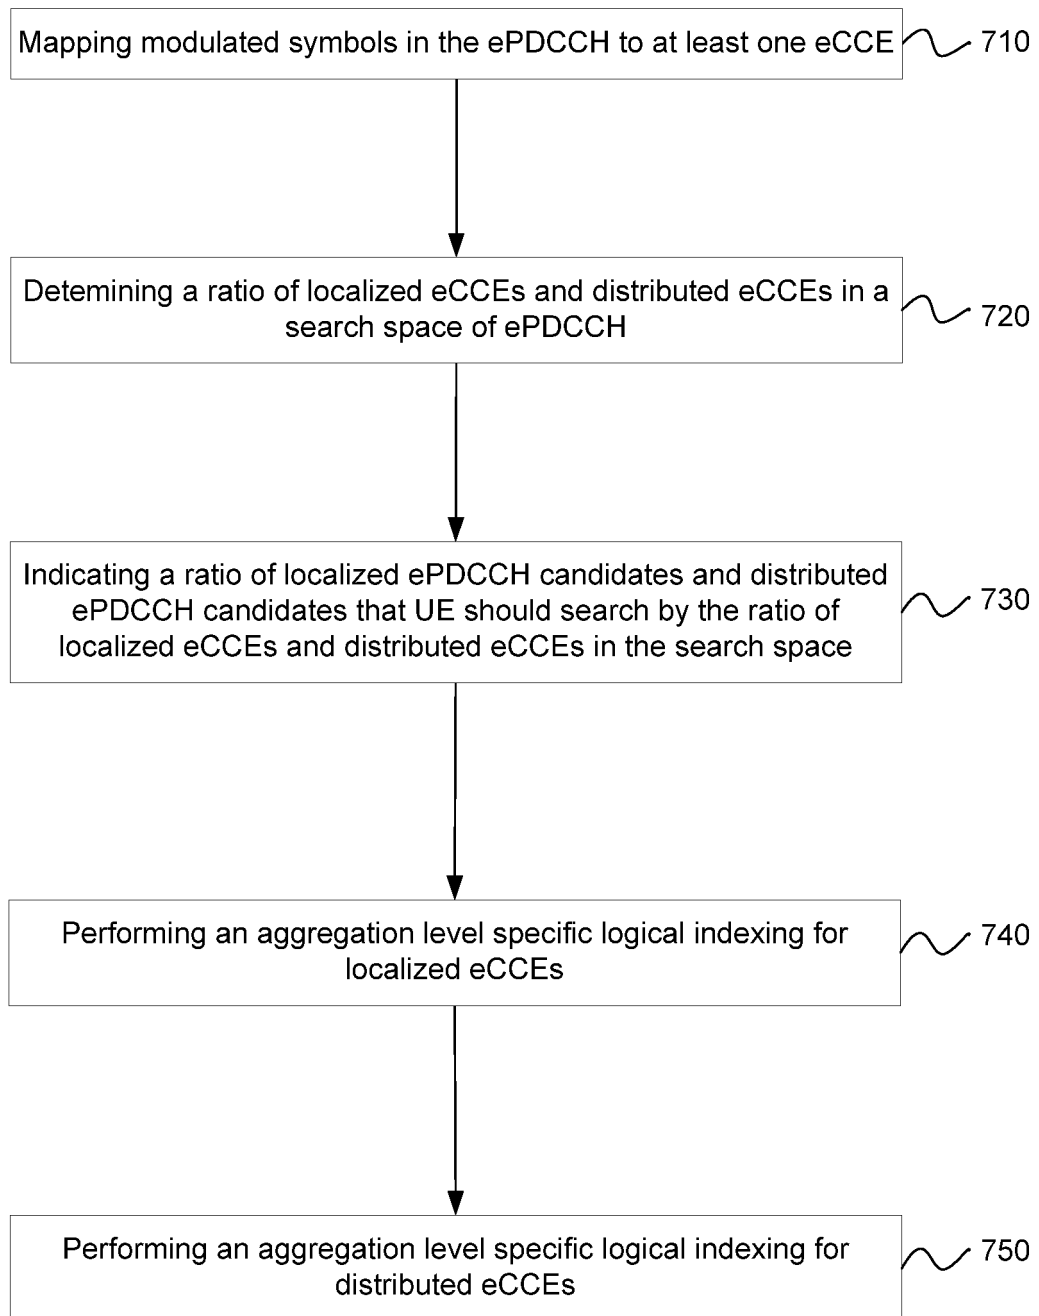 Mapping modulated symbols in the ePDCCH to at least one eCCE
710
Detemining a ratio of localized eCCEs and distributed eCCEs in a
search space of ePDCCH
720
Indicating a ratio of localized ePDCCH candidates and distributed
ePDCCH candidates that UE should search by the ratio of
localized eCCEs and distributed eCCEs in the search space
730
Performing an aggregation level specific logical indexing for
localized eCCEs
740
Performing an aggregation level specific logical indexing for
distributed eCCEs
750